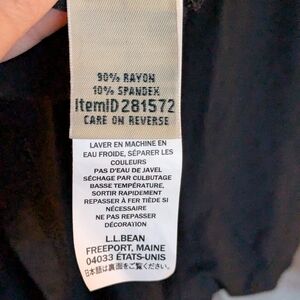 90% RAYON
10% SPANDEX
ItemID281572
CARE ON REVERSE
LAVER EN MACHINE EN
EAU FROIDE, SÉPARER LES
COULEURS
PAS D'EAU DE JAVEL
SÉCHAGE PAR CULBUTAGE
BASSE TEMPÉRATURE,
SORTIR RAPIDEMENT
REPASSER À FER TIÈDE SI
NÉCESSAIRE
NE PAS REPASSER
DÉCORATION
L.L.BEAN
FREEPORT, MAINE
04033 ÉTATS-UNIS
日本語は裏面をご覧ください。